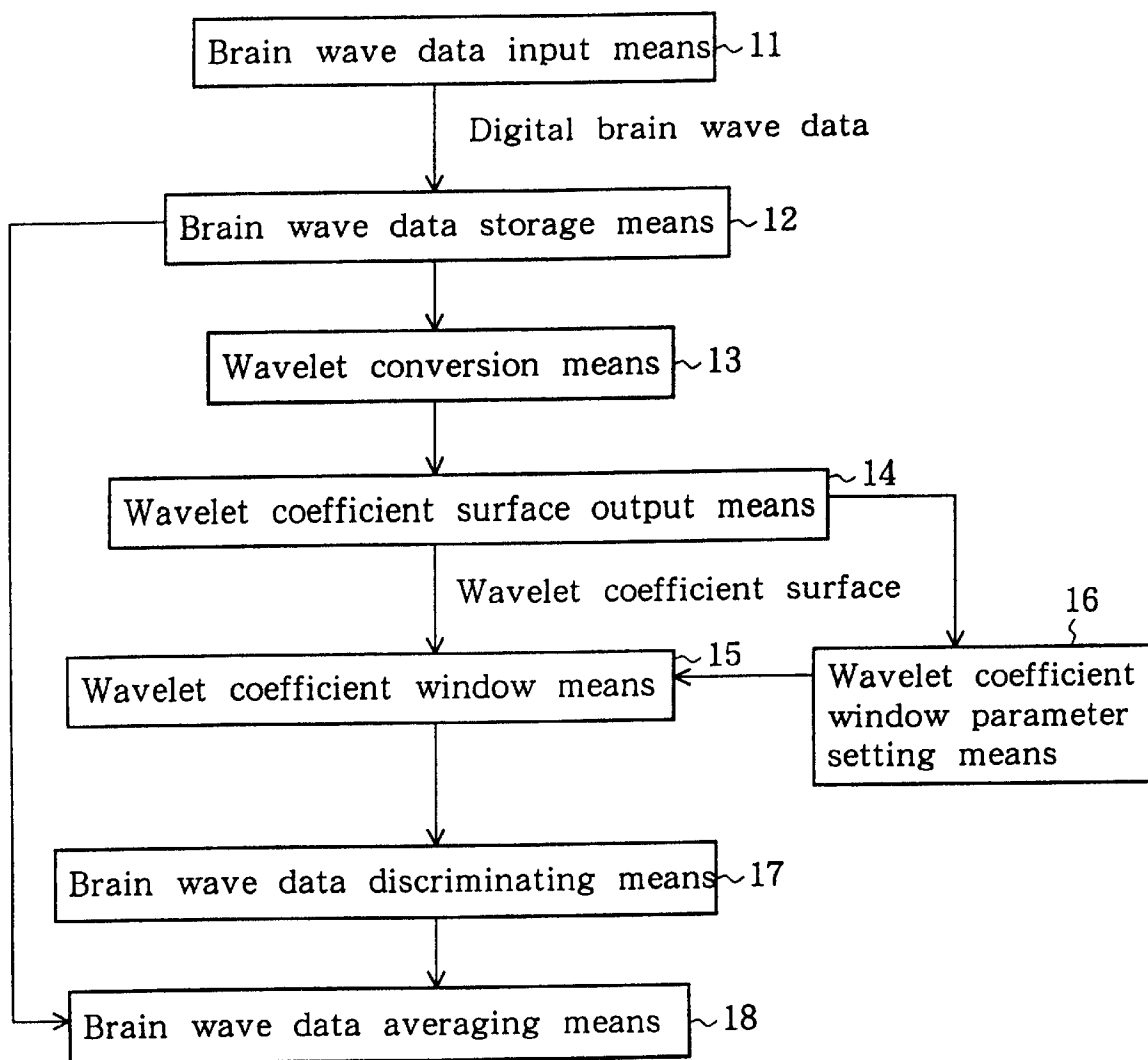 Brain wave data input means 11
Digital brain wave data
Brain wave data storage means 12
Wavelet conversion means 13
Wavelet coefficient surface output means 14
Wavelet coefficient surface
16
Wavelet coefficient window means 15
Wavelet coefficient
window parameter
setting means
Brain wave data discriminating means 17
Brain wave data averaging means 18